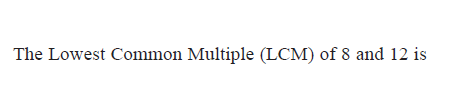 The Lowest Common Multiple (LCM) of 8 and 12 is